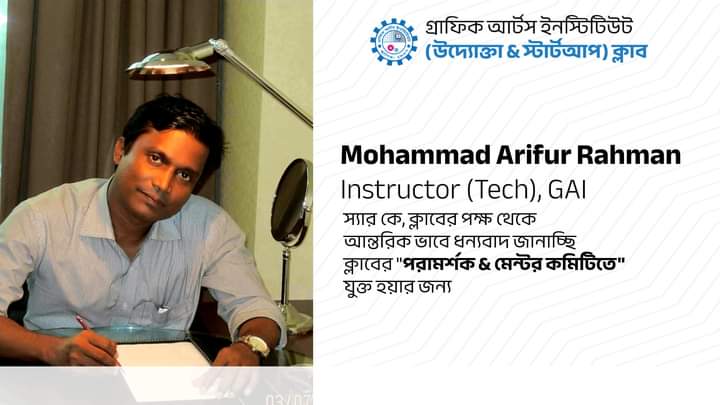 গ্রাফিক আর্টস ইনস্টিটিউট
(উদ্যোক্তা & স্টার্টআপ) ক্লাব
Mohammad Arifur Rahman
Instructor (Tech), GAI
স্যার কে, ক্লাবের পক্ষ থেকে
আন্তরিক ভাবে ধন্যবাদ জানাচ্ছি
ক্লাবের "পরামর্শক & মেন্টর কমিটিতে"
যুক্ত হয়ার জন্য